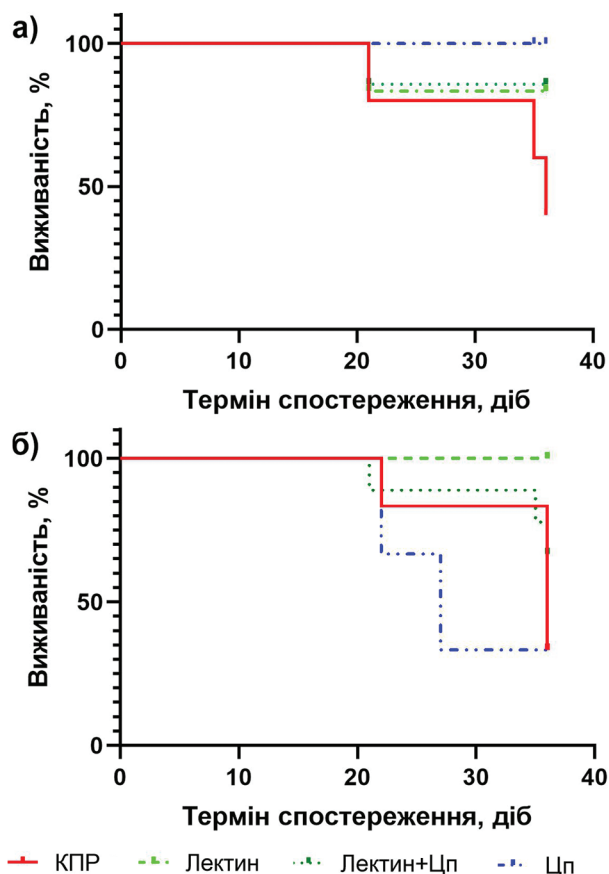 а)
Виживаність, %
100
50
0
0 10 20 30 40
Термін спостереження, діб
б)
Виживаність, %
100
50
0
0 10 20 30 40
Термін спостереження, діб
КПР Лектин Лектин+Цп Цп